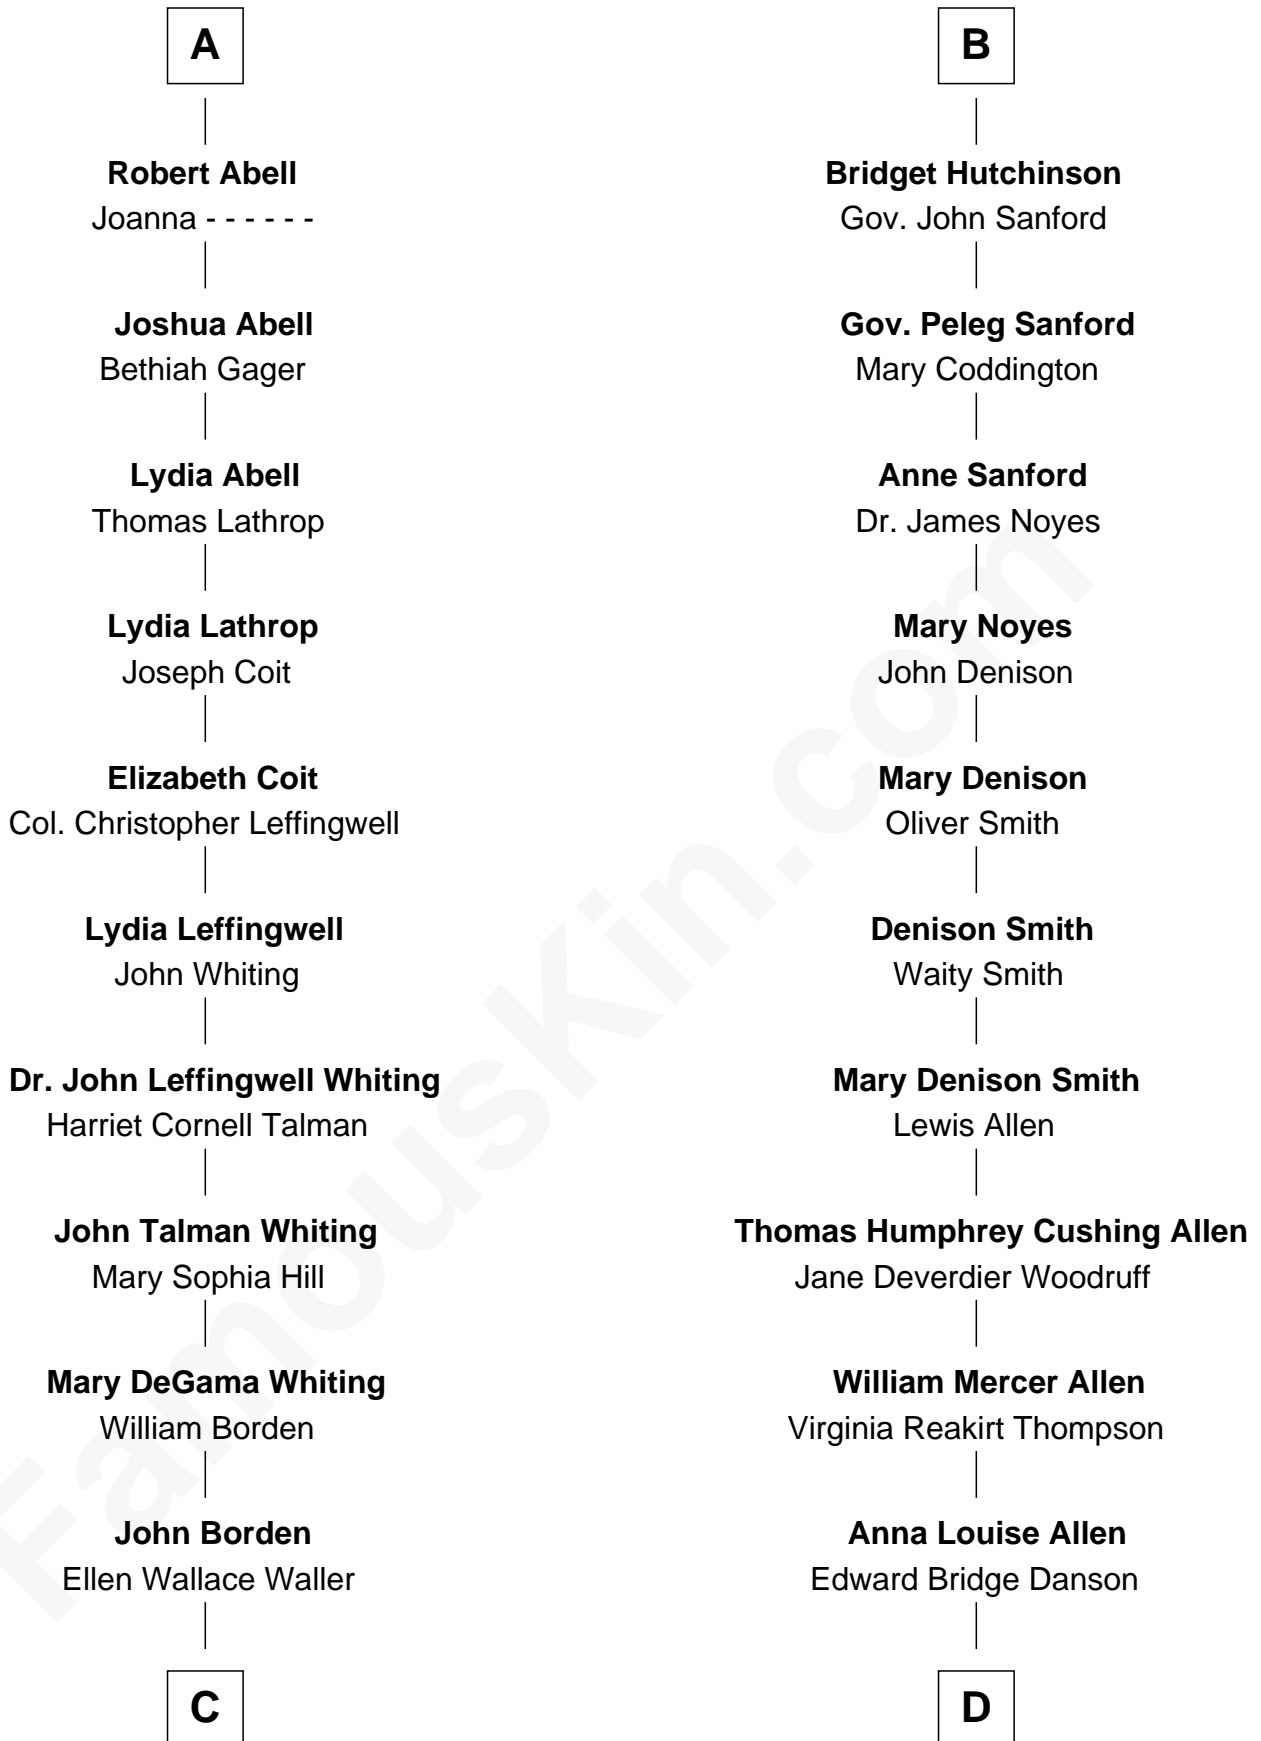 A
Robert Abell
Joanna - - - - - -
Joshua Abell
Bethiah Gager
Lydia Abell
Thomas Lathrop
Lydia Lathrop
Joseph Coit
Elizabeth Coit
Col. Christopher Leffingwell
Lydia Leffingwell
John Whiting
Dr. John Leffingwell Whiting
Harriet Cornell Talman
John Talman Whiting
Mary Sophia Hill
Mary DeGama Whiting
William Borden
John Borden
Ellen Wallace Waller
C
B
Bridget Hutchinson
Gov. John Sanford
Gov. Peleg Sanford
Mary Coddington
Anne Sanford
Dr. James Noyes
Mary Noyes
John Denison
Mary Denison
Oliver Smith
Denison Smith
Waity Smith
Mary Denison Smith
Lewis Allen
Thomas Humphrey Cushing Allen
Jane Deverdier Woodruff
William Mercer Allen
Virginia Reakirt Thompson
Anna Louise Allen
Edward Bridge Danson
D
FamousKin.com